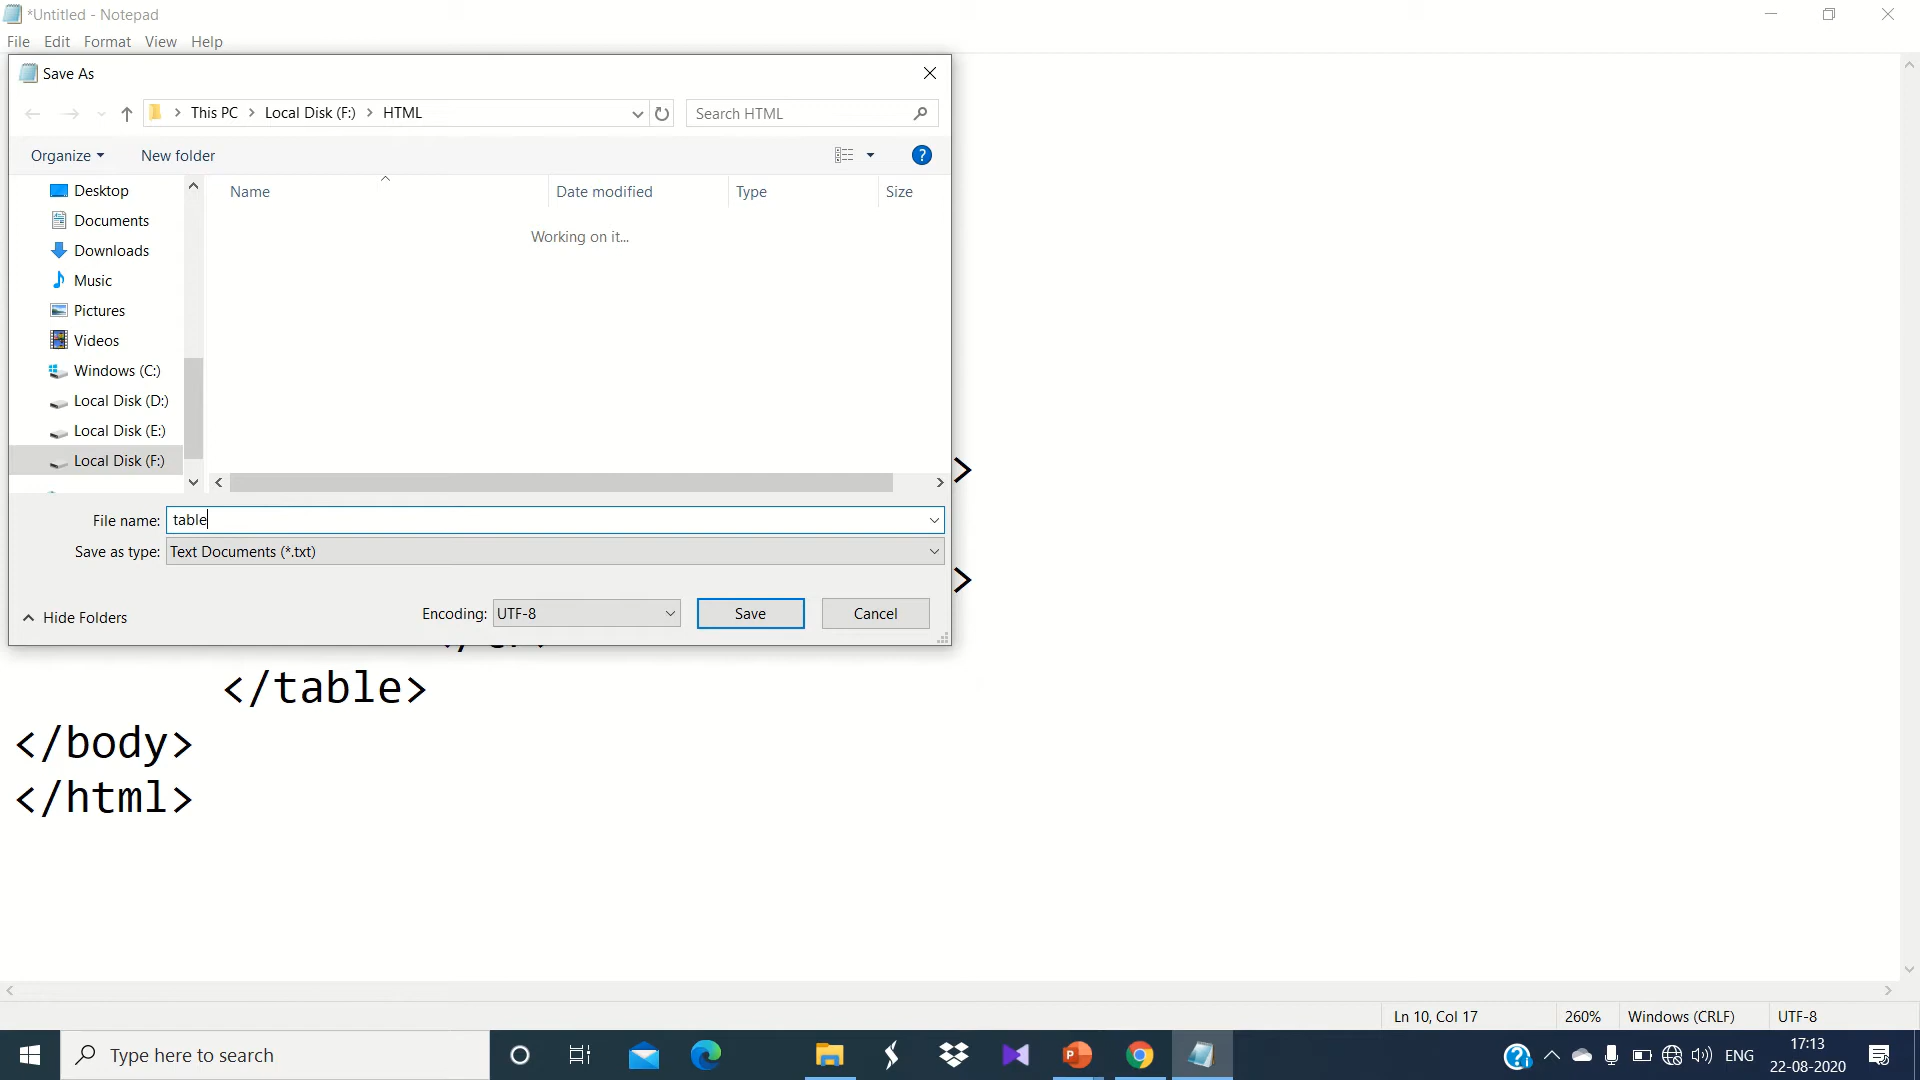 *Untitled - Notepad
File Edit Format View Help
Save As
This PC > Local Disk (F:) > HTML
Search HTML
Organize New folder
?
Name Date modified Type Size
Working on it...
Desktop
Documents
Downloads
Music
Pictures
Videos
Windows (C:)
Local Disk (D:)
Local Disk (E:)
Local Disk (F:)
>
File name: table
Save as type: Text Documents (*.txt)
>
Hide Folders
Encoding: UTF-8
Save
Cancel
</table>
</body>
</html>
Ln 10, Col 17 260% Windows (CRLF) UTF-8
Type here to search
ENG
17:13
22-08-2020